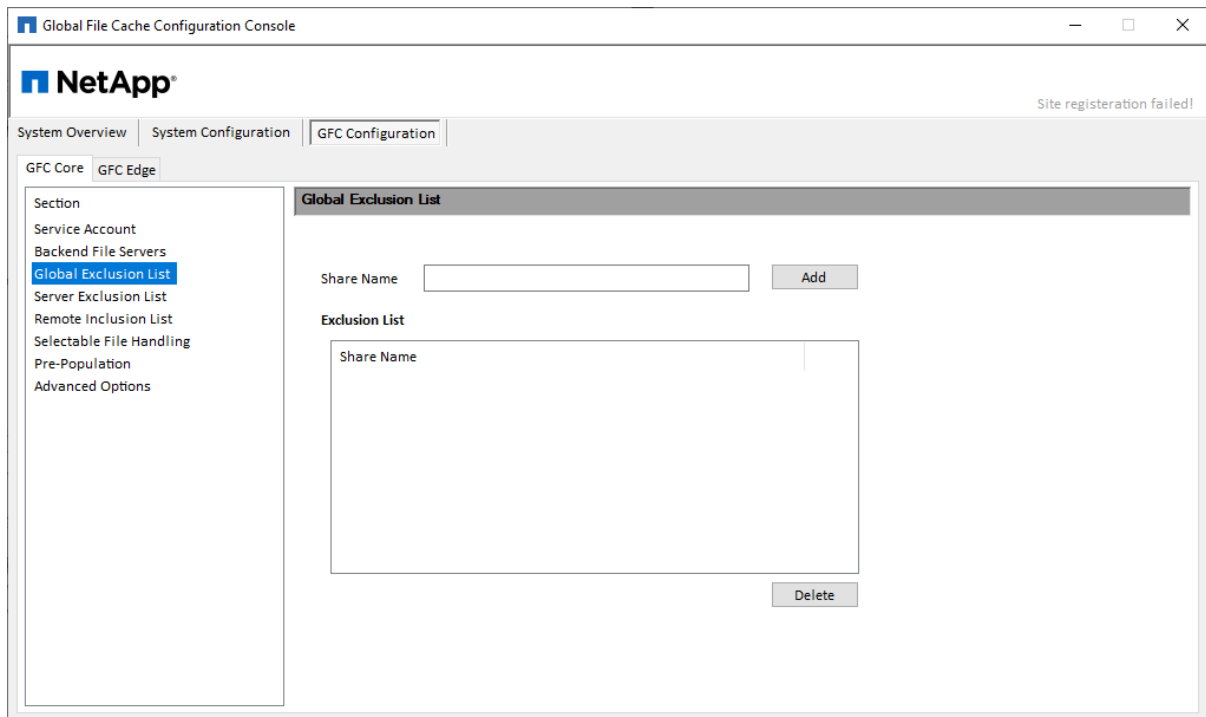 Global File Cache Configuration Console
NetApp®
Site registeration failed!
System Overview System Configuration GFC Configuration
GFC Core GFC Edge
Section
Service Account
Backend File Servers
Global Exclusion List
Server Exclusion List
Remote Inclusion List
Selectable File Handling
Pre-Population
Advanced Options
Global Exclusion List
Share Name Add
Exclusion List
Share Name
Delete